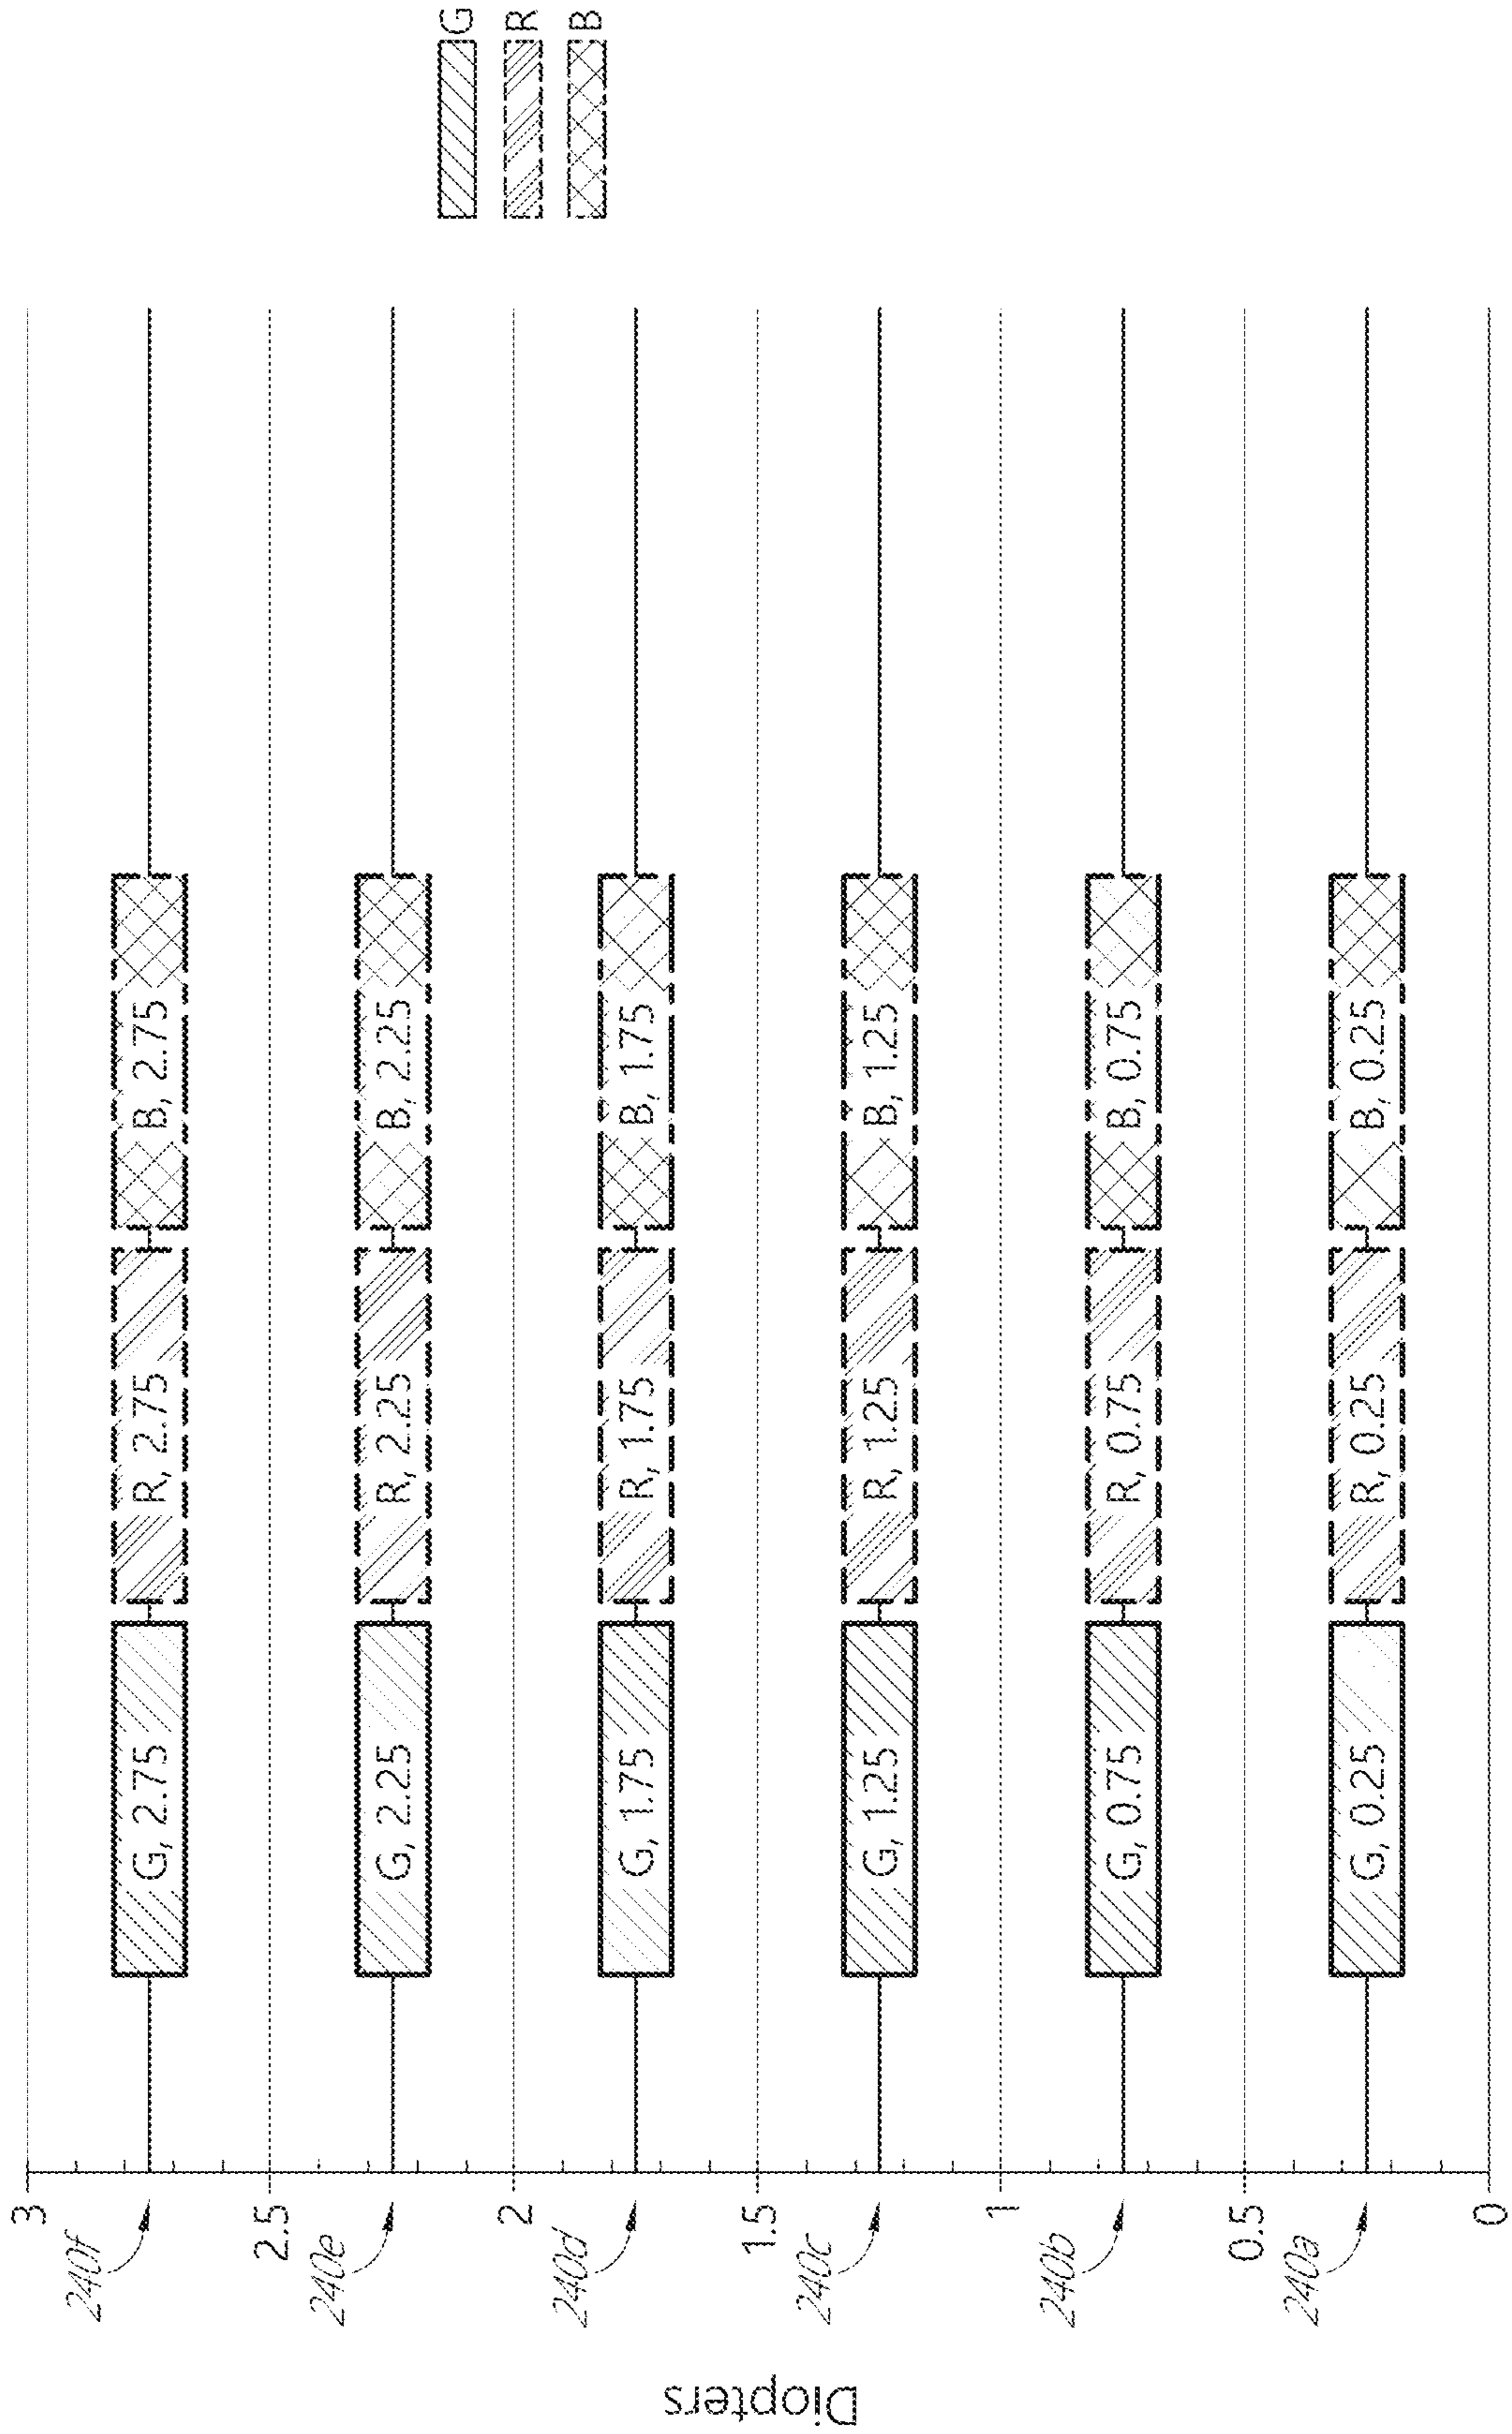 Diopters
3
240f
G, 2.75 R, 2.75 B, 2.75
2.5
240e
G, 2.25 R, 2.25 B, 2.25
2
240d
G, 1.75 R, 1.75 B, 1.75
1.5
240c
G, 1.25 R, 1.25 B, 1.25
1
240b
G, 0.75 R, 0.75 B, 0.75
0.5
240a
G, 0.25 R, 0.25 B, 0.25
0
G
R
B